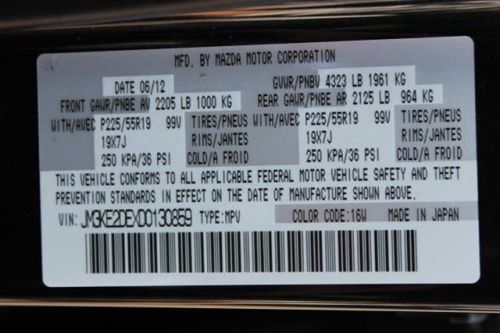 MFD. BY MAZDA MOTOR CORPORATION
DATE 06/12 GVWR/PNBV 4323 LB 1961 KG
FRONT GAWR/PNBE AV 2205 LB 1000 KG REAR GAWR/PNBE AR 2125 LB 964 KG
WITH/AVEC P225/55R19 99V TIRES/PNEUS WITH/AVEC P225/55R19 99V TIRES/PNEUS
19X7J RIMS/JANTES 19X7J RIMS/JANTES
250 KPA/36 PSI COLD/A FROID 250 KPA/36 PSI COLD/A FROID
THIS VEHICLE CONFORMS TO ALL APPLICABLE FEDERAL MOTOR VEHICLE SAFETY AND THEFT
PREVENTION STANDARDS IN EFFECT ON THE DATE OF MANUFACTURE SHOWN ABOVE.
VIN: JM3KE2DEXD0130859 TYPE:MPV COLOR CODE:16W MADE IN JAPAN